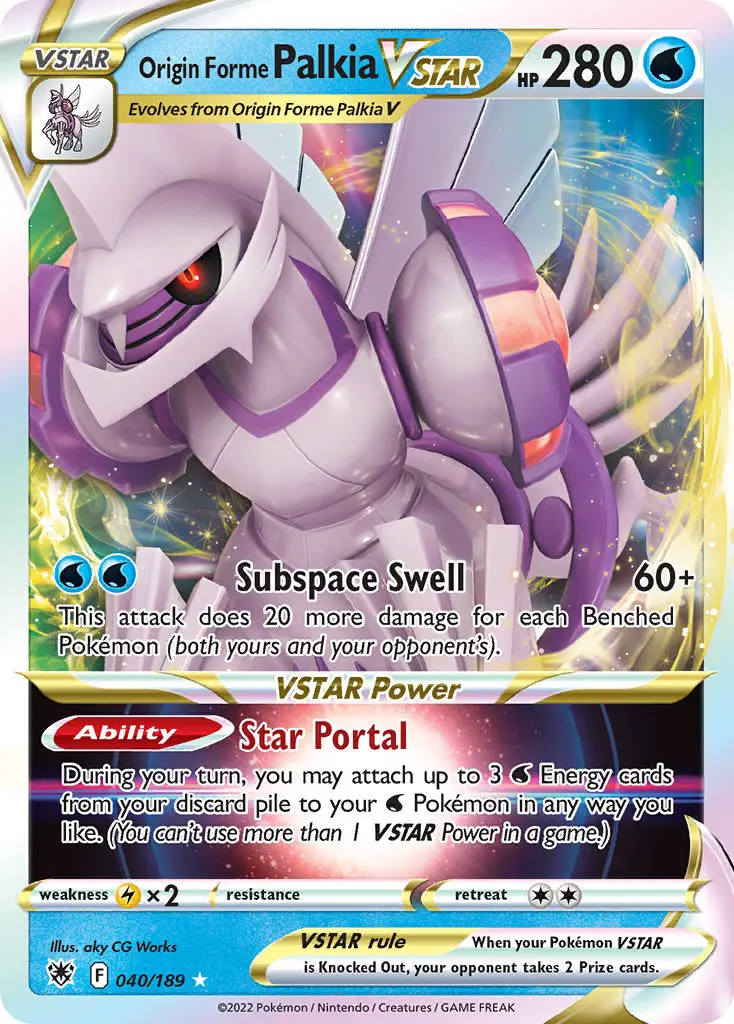 VSTAR
Origin Forme Palkia VSTAR HP 280
Evolves from Origin Forme Palkia V
Subspace Swell 60+
This attack does 20 more damage for each Benched
Pokémon (both yours and your opponent's).
VSTAR Power
Ability Star Portal
During your turn, you may attach up to 3 Energy cards
from your discard pile to your Pokémon in any way you
like. (You can't use more than 1 VSTAR Power in a game.)
weakness ×2 resistance retreat
Illus. aky CG Works
VSTAR rule When your Pokémon VSTAR
is Knocked Out, your opponent takes 2 Prize cards.
F 040/189
©2022 Pokémon / Nintendo / Creatures / GAME FREAK